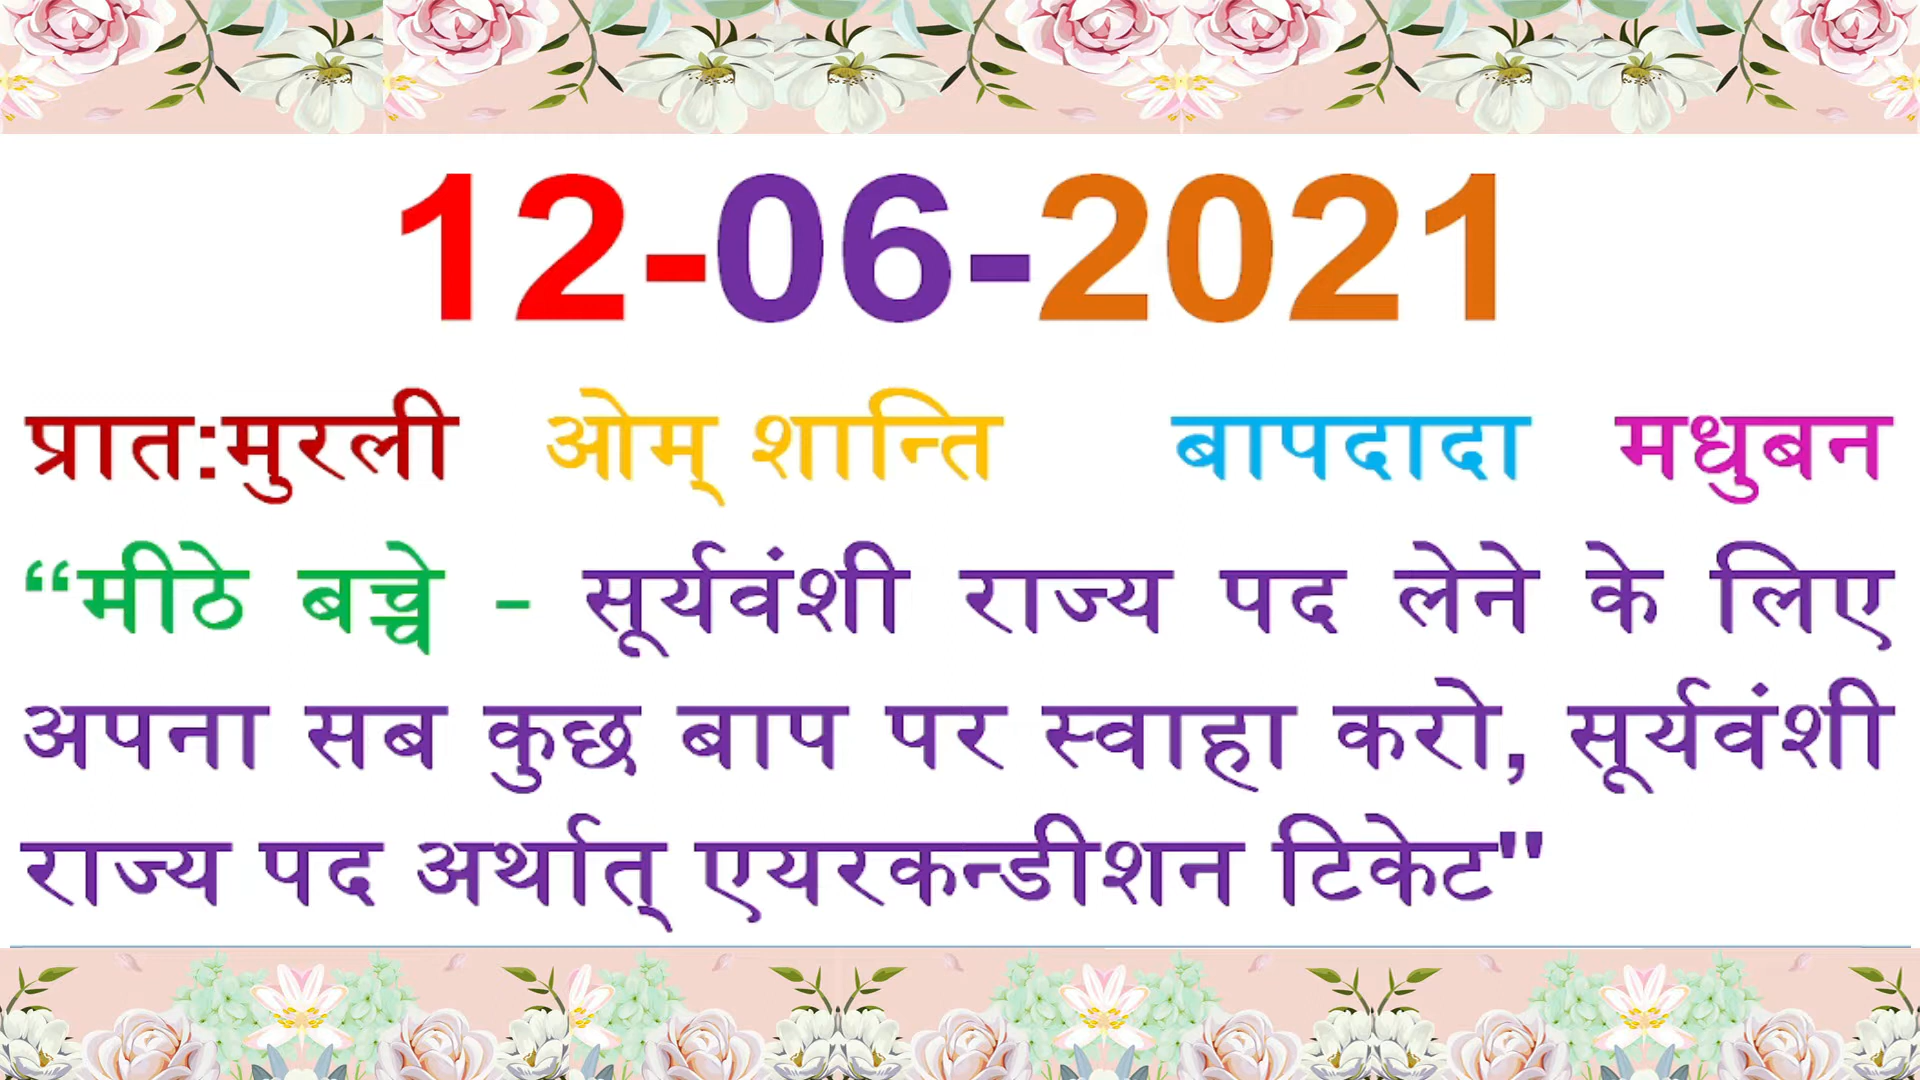 12-06-2021
प्रात:मुरली ओम् शान्ति बापदादा मधुबन
“मीठे बच्चे - सूर्यवंशी राज्य पद लेने के लिए
अपना सब कुछ बाप पर स्वाहा करो, सूर्यवंशी
राज्य पद अर्थात् एयरकन्डीशन टिकेट"